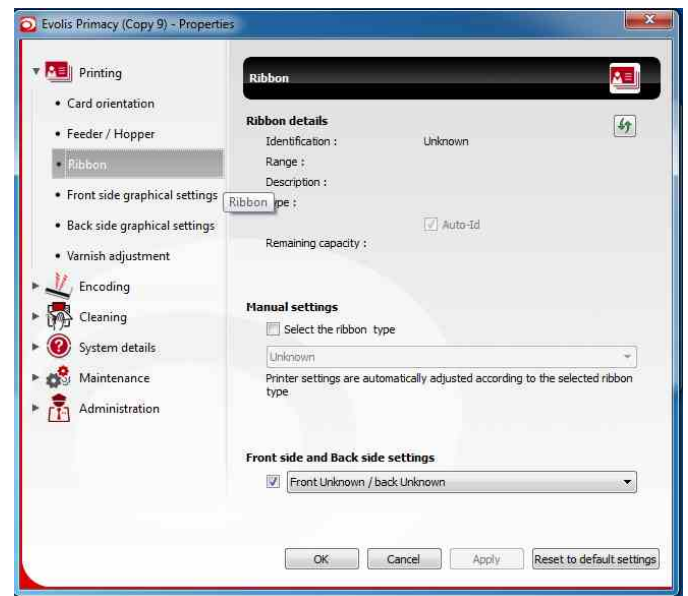 Evolis Primacy (Copy 9) - Properties
Printing
Card orientation
Feeder / Hopper
Ribbon
Front side graphical settings
Back side graphical settings
Varnish adjustment
Encoding
Cleaning
System details
Maintenance
Administration
Ribbon
Ribbon
Ribbon details
Identification : Unknown
Range :
Description :
ype :
Auto-Id
Remaining capacity :
Manual settings
Select the ribbon type
Unknown
Printer settings are automatically adjusted according to the selected ribbon
type
Front side and Back side settings
Front Unknown / back Unknown
OK Cancel Apply Reset to default settings